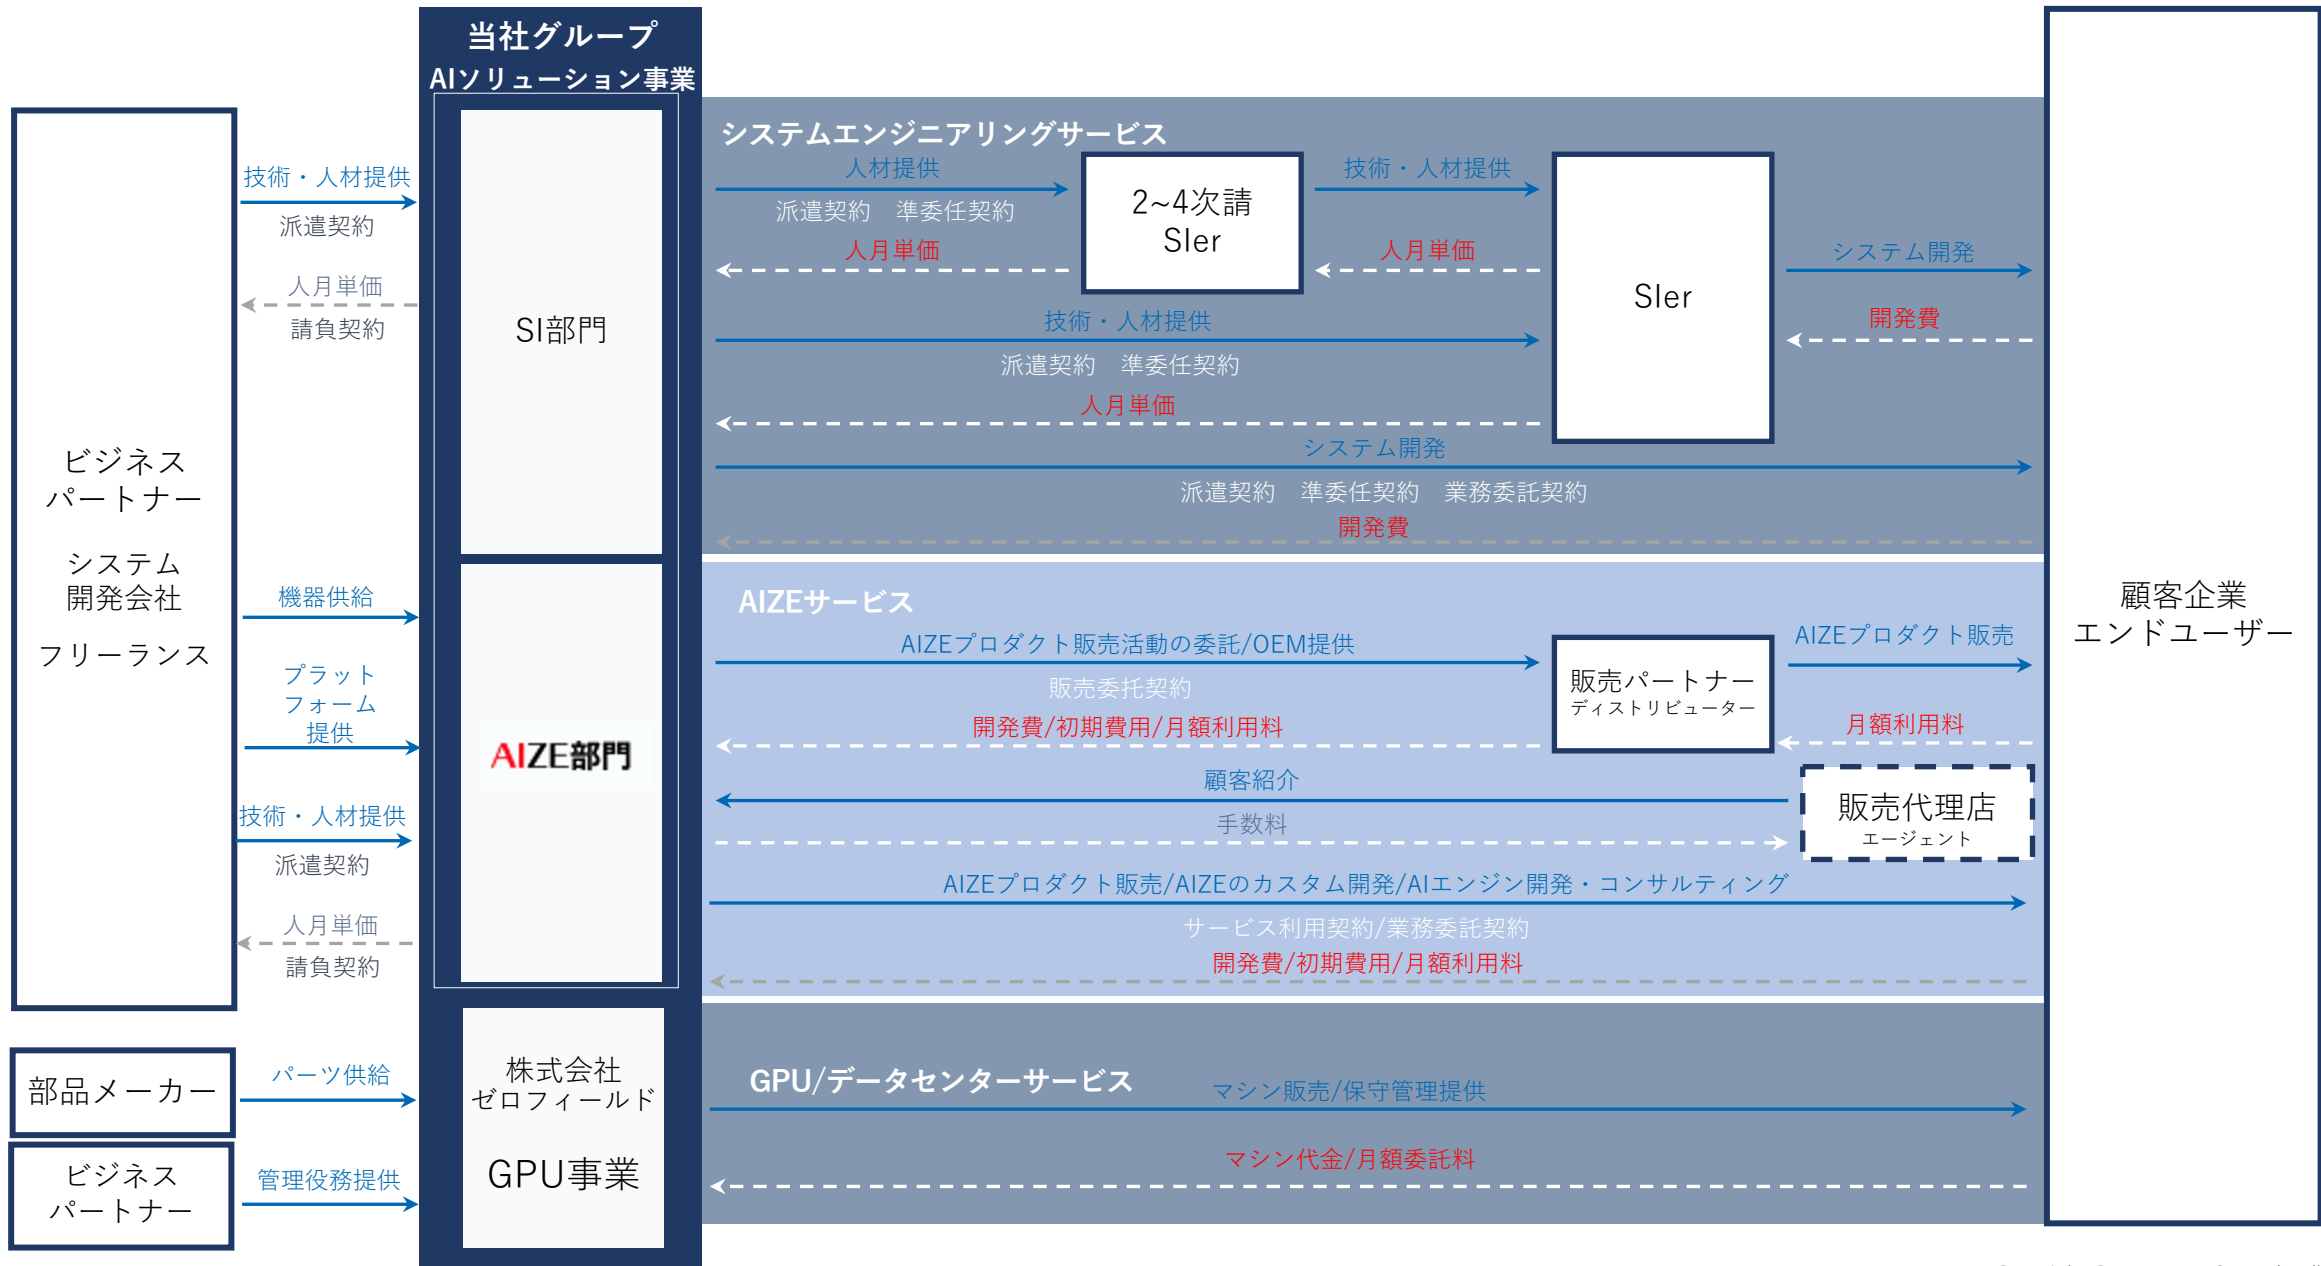 当社グループ
AIソリューション事業
ビジネス
パートナー
システム
開発会社
フリーランス
技術・人材提供
派遣契約
人月単価
請負契約
機器供給
プラット
フォーム
提供
技術・人材提供
派遣契約
人月単価
請負契約
部品メーカー
パーツ供給
ビジネス
パートナー
管理役務提供
SI部門
AIZE部門
株式会社
ゼロフィールド
GPU事業
システムエンジニアリングサービス
人材提供
派遣契約　準委任契約
人月単価
2~4次請
SIer
技術・人材提供
人月単価
SIer
システム開発
開発費
技術・人材提供
派遣契約　準委任契約
人月単価
システム開発
派遣契約　準委任契約　業務委託契約
開発費
AIZEサービス
AIZEプロダクト販売活動の委託/OEM提供
販売委托契約
開発費/初期費用/月額利用料
販売パートナー
ディストリビューター
AIZEプロダクト販売
月額利用料
顧客紹介
手数料
販売代理店
エージェント
AIZEプロダクト販売/AIZEのカスタム開発/AIエンジン開発・コンサルティング
サービス利用契約/業務委託契約
開発費/初期費用/月額利用料
GPU/データセンターサービス
マシン販売/保守管理提供
マシン代金/月額委託料
顧客企業
エンドユーザー